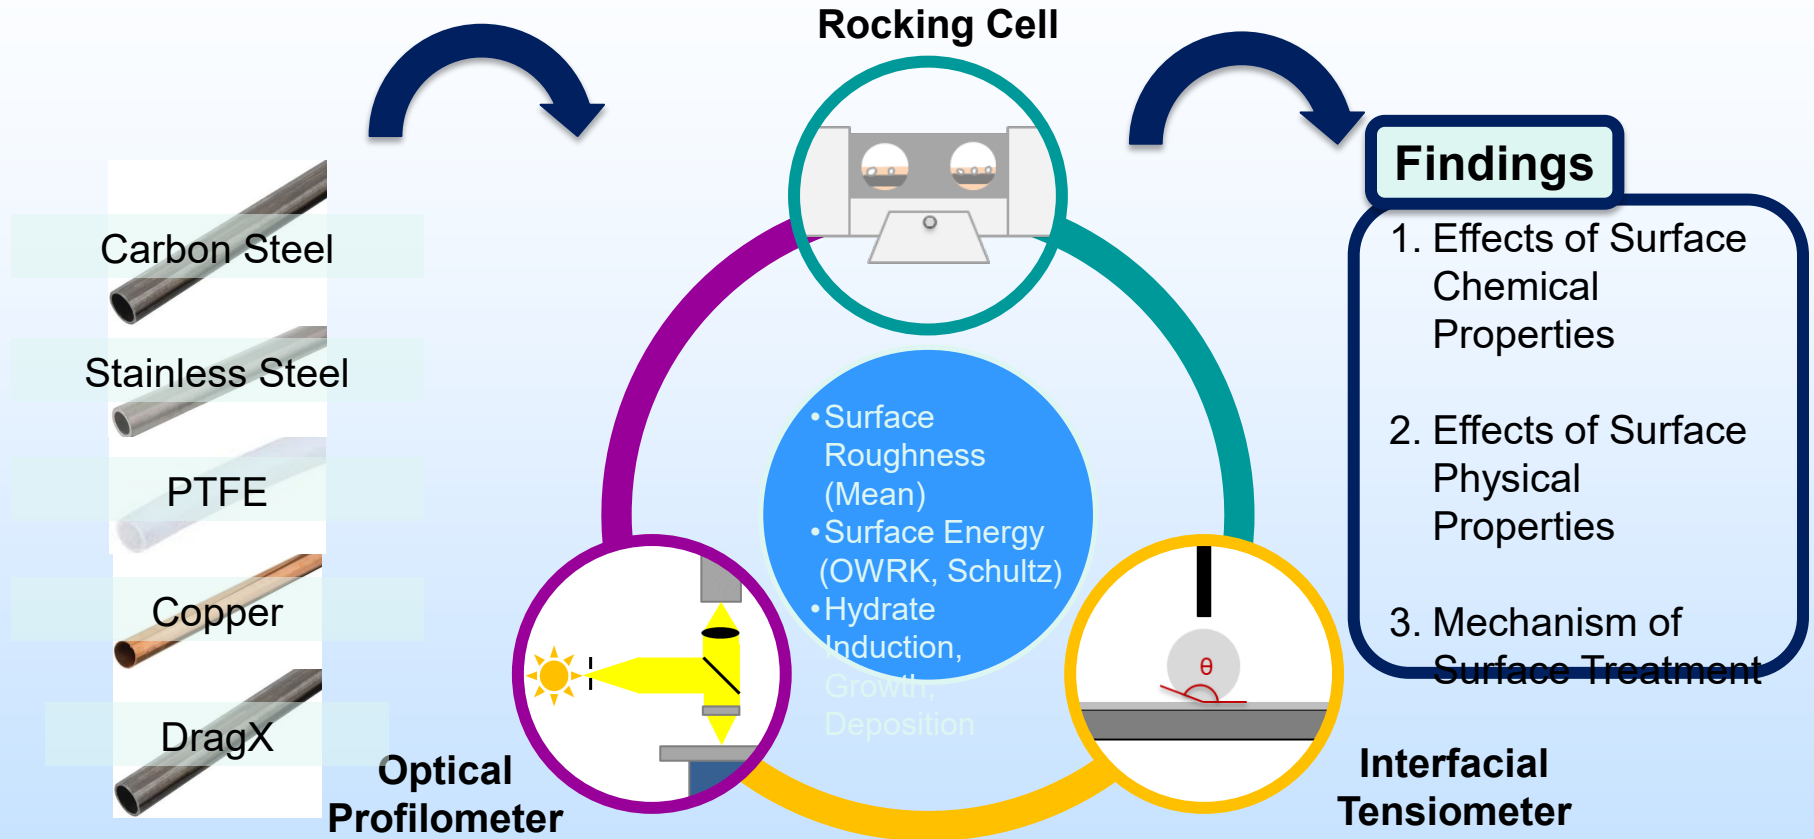 Rocking Cell
Carbon Steel
Stainless Steel
PTFE
Copper
DragX
•Surface
Roughness
(Mean)
•Surface Energy
(OWRK, Schultz)
•Hydrate
Induction,
Growth,
Deposition
Optical
Profilometer
θ
Interfacial
Tensiometer
Findings
1. Effects of Surface
Chemical
Properties
2. Effects of Surface
Physical
Properties
3. Mechanism of
Surface Treatment